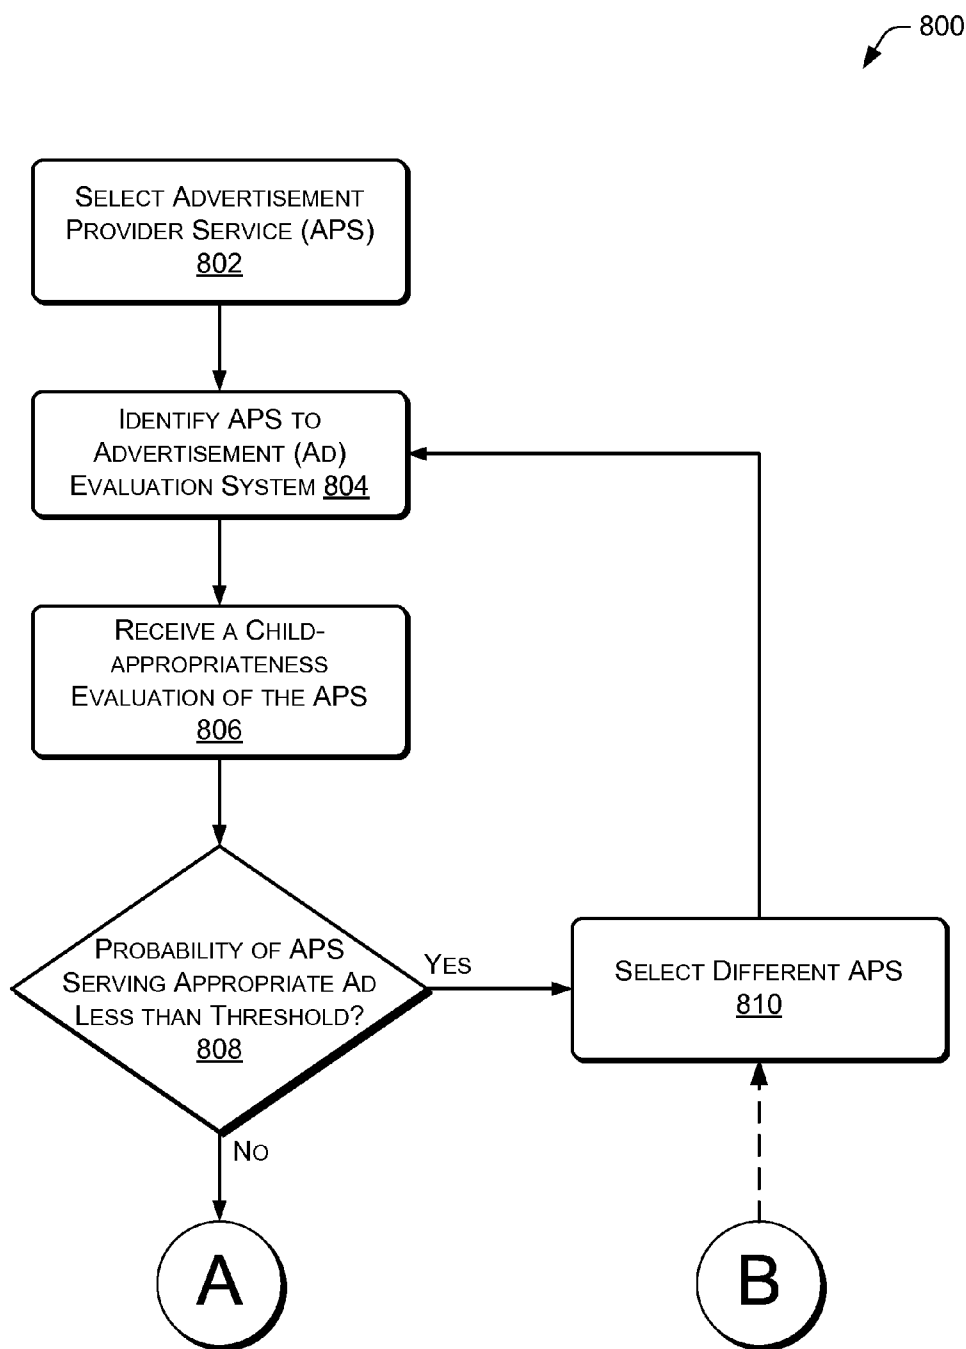 800
SELECT ADVERTISEMENT
PROVIDER SERVICE (APS)
802
IDENTIFY APS TO
ADVERTISEMENT (AD)
EVALUATION SYSTEM 804
RECEIVE A CHILD-
APPROPRIATENESS
EVALUATION OF THE APS
806
PROBABILITY OF APS
SERVING APPROPRIATE AD
LESS THAN THRESHOLD?
808
YES
SELECT DIFFERENT APS
810
NO
A
B